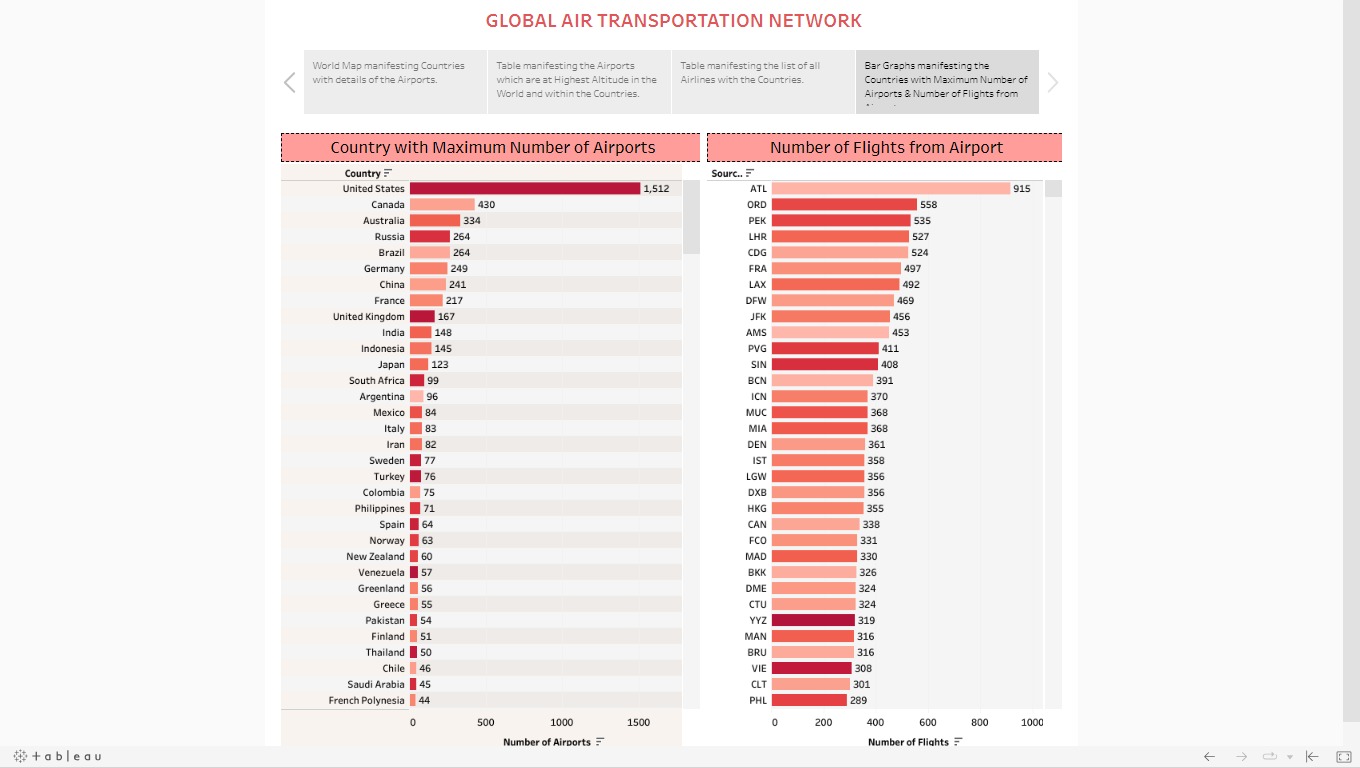 GLOBAL AIR TRANSPORTATION NETWORK
World Map manifesting Countries
with details of the Airports.
Table manifesting the Airports
which are at Highest Altitude in the
World and within the Countries.
Table manifesting the list of all
Airlines with the Countries.
Bar Graphs manifesting the
Countries with Maximum Number of
Airports & Number of Flights from
Country with Maximum Number of Airports
Country
United States 1,512
Canada 430
Australia 334
Russia 264
Brazil 264
Germany 249
China 241
France 217
United Kingdom 167
India 148
Indonesia 145
Japan 123
South Africa 99
Argentina 96
Mexico 84
Italy 83
Iran 82
Sweden 77
Turkey 76
Colombia 75
Philippines 71
Spain 64
Norway 63
New Zealand 60
Venezuela 57
Greenland 56
Greece 55
Pakistan 54
Finland 51
Thailand 50
Chile 46
Saudi Arabia 45
French Polynesia 44
0 500 1000 1500
Number of Airports
Number of Flights from Airport
Sourc..
ATL 915
ORD 558
PEK 535
LHR 527
CDG 524
FRA 497
LAX 492
DFW 469
JFK 456
AMS 453
PVG 411
SIN 408
BCN 391
ICN 370
MUC 368
MIA 368
DEN 361
IST 358
LGW 356
DXB 356
HKG 355
CAN 338
FCO 331
MAD 330
BKK 326
DME 324
CTU 324
YYZ 319
MAN 316
BRU 316
VIE 308
CLT 301
PHL 289
0 200 400 600 800 1000
Number of Flights
+ableau